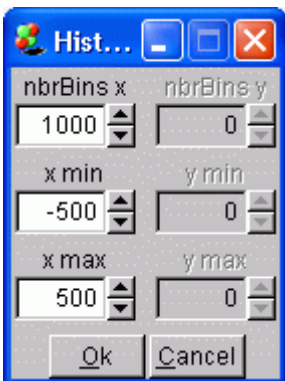 Hist...
nbrBins x nbrBins y
1000 0
x min y min
-500 0
x max y max
500 0
Ok Cancel